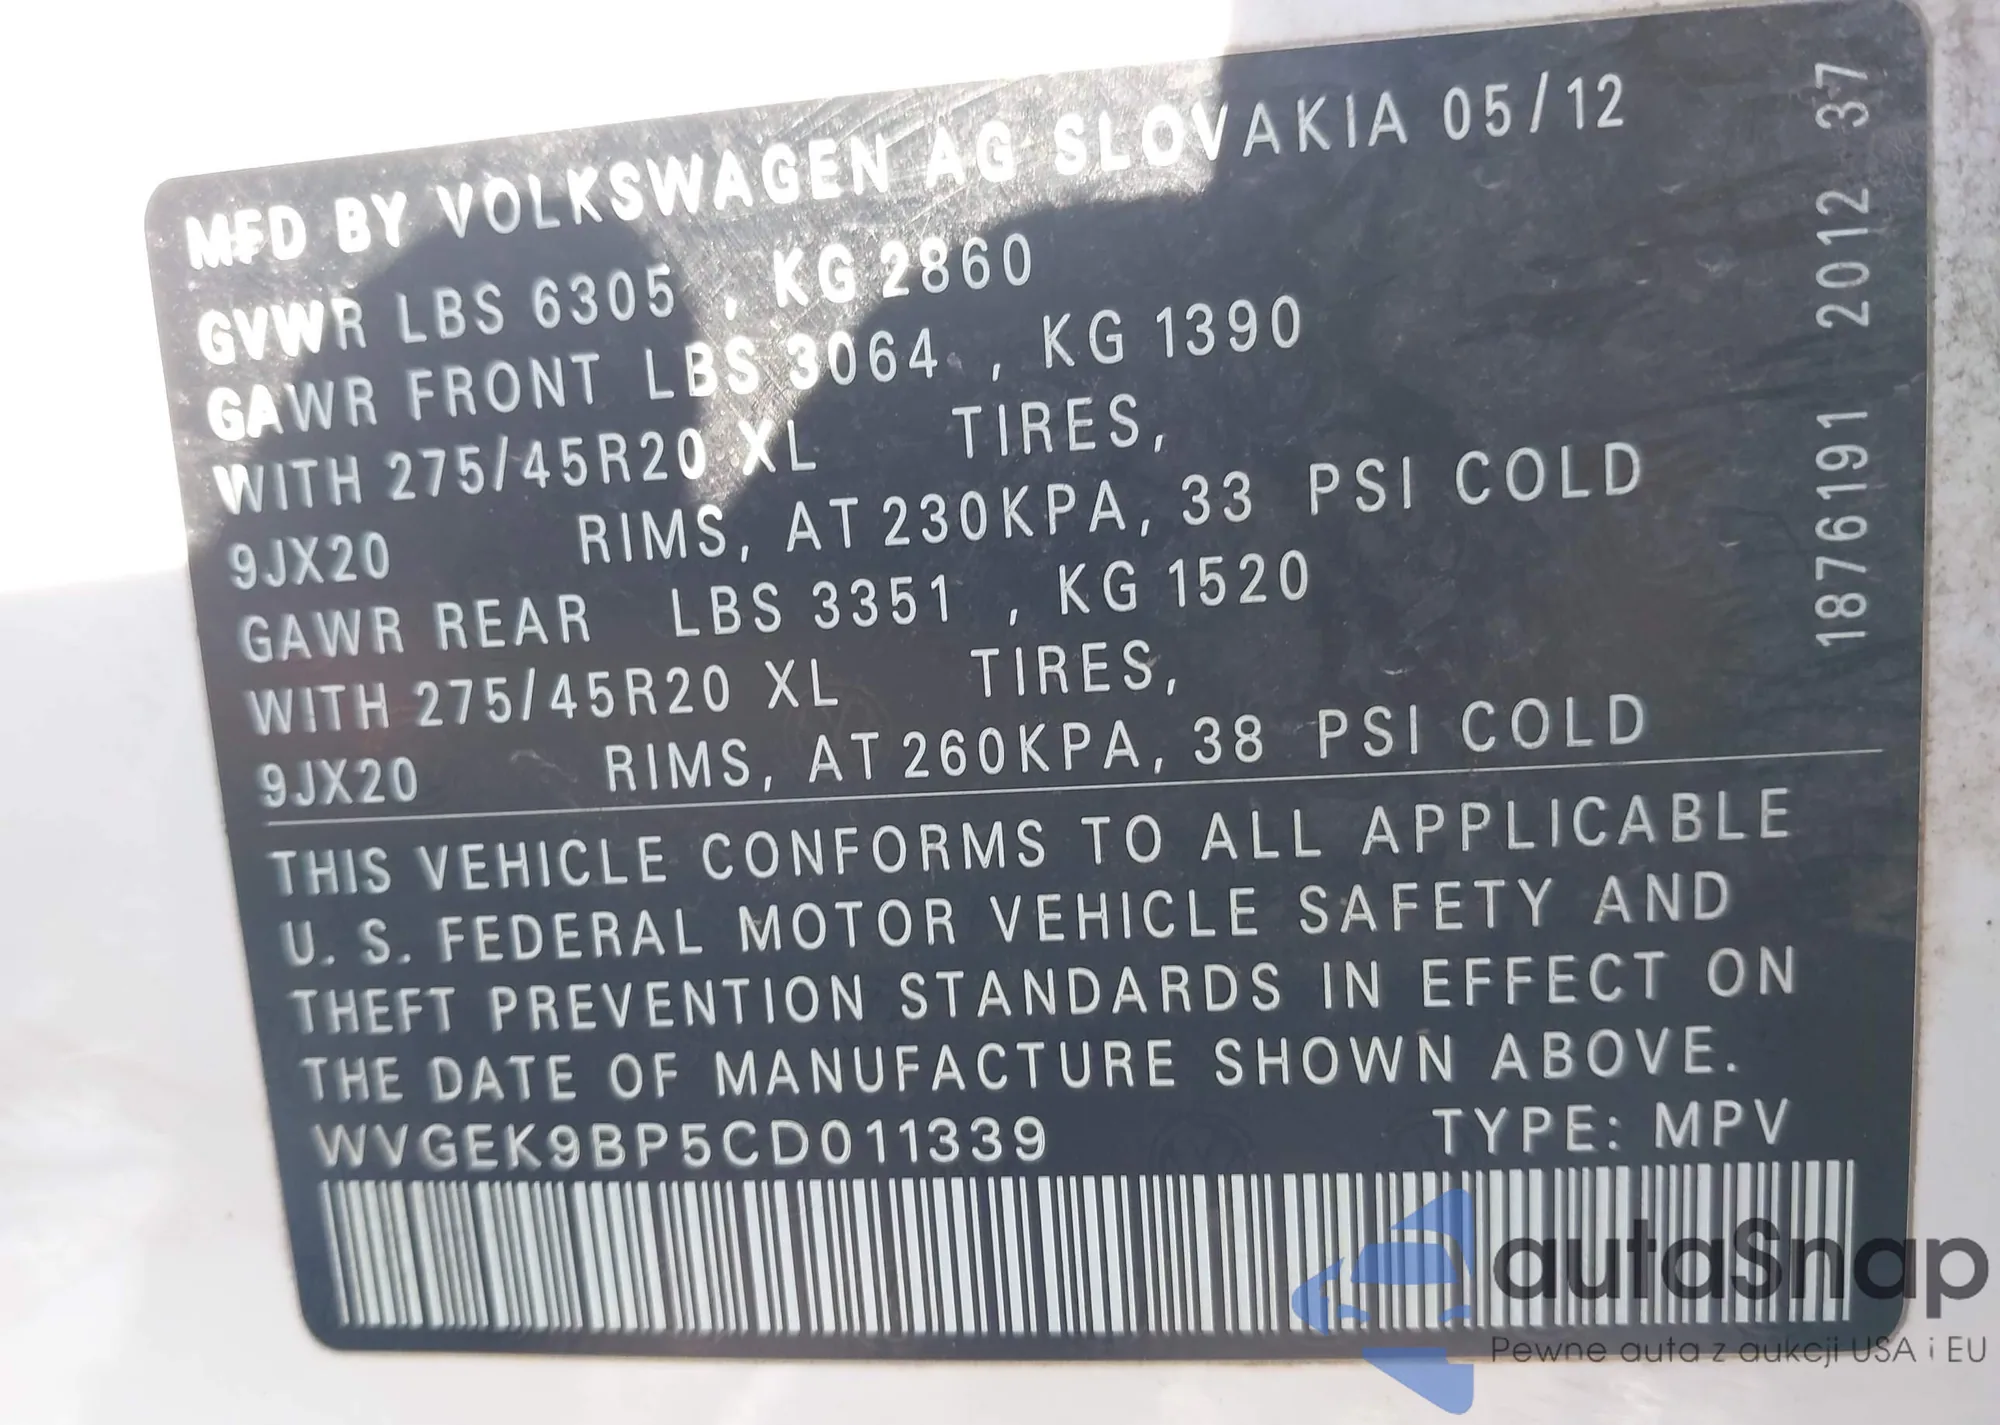 MFD BY VOLKSWAGEN AG SLOVAKIA 05/12
GVWR LBS 6305 , KG 2860
GAWR FRONT LBS 3064 , KG 1390
WITH 275/45R20 XL TIRES,
9JX20 RIMS, AT 230KPA, 33 PSI COLD
GAWR REAR LBS 3351 , KG 1520
WITH 275/45R20 XL TIRES,
9JX20 RIMS, AT 260KPA, 38 PSI COLD
THIS VEHICLE CONFORMS TO ALL APPLICABLE
U. S. FEDERAL MOTOR VEHICLE SAFETY AND
THEFT PREVENTION STANDARDS IN EFFECT ON
THE DATE OF MANUFACTURE SHOWN ABOVE.
WVGEK9BP5CD011339 TYPE: MPV
1876191 2012 37
autaSnap
Pewne auta z aukcji USA i EU